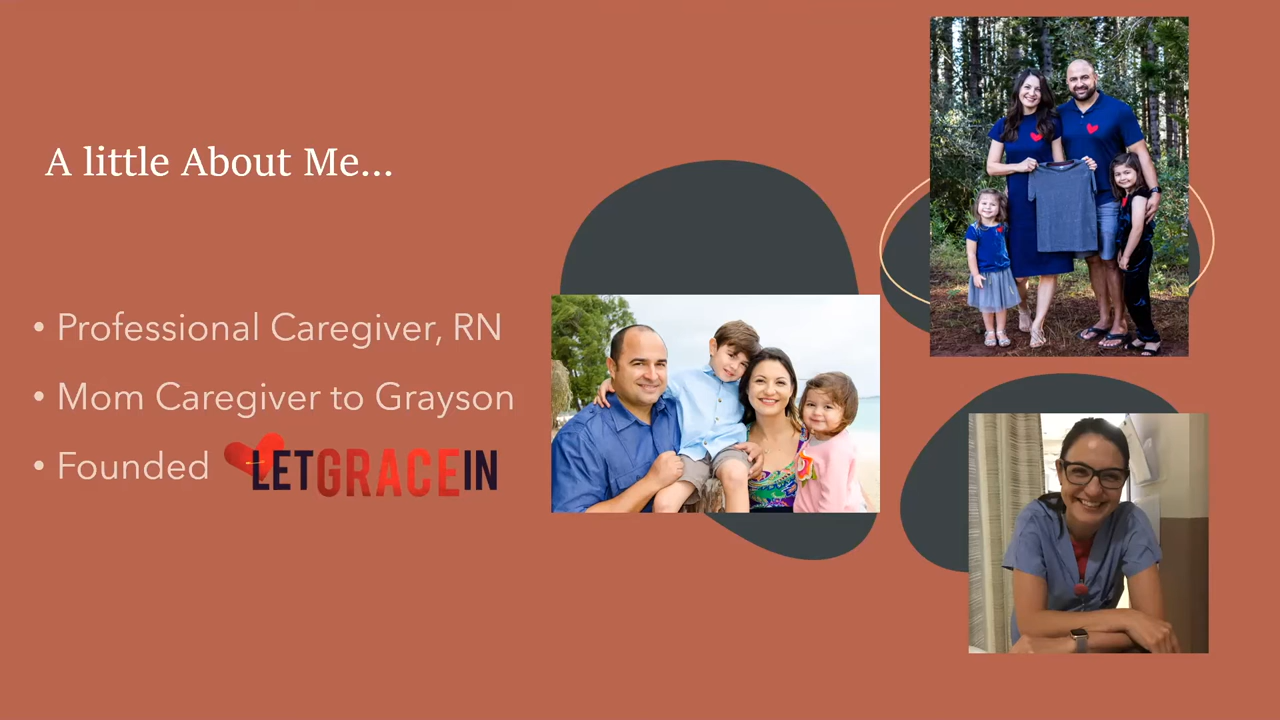 A little About Me...
• Professional Caregiver, RN
• Mom Caregiver to Grayson
• Founded LETGRACEIN